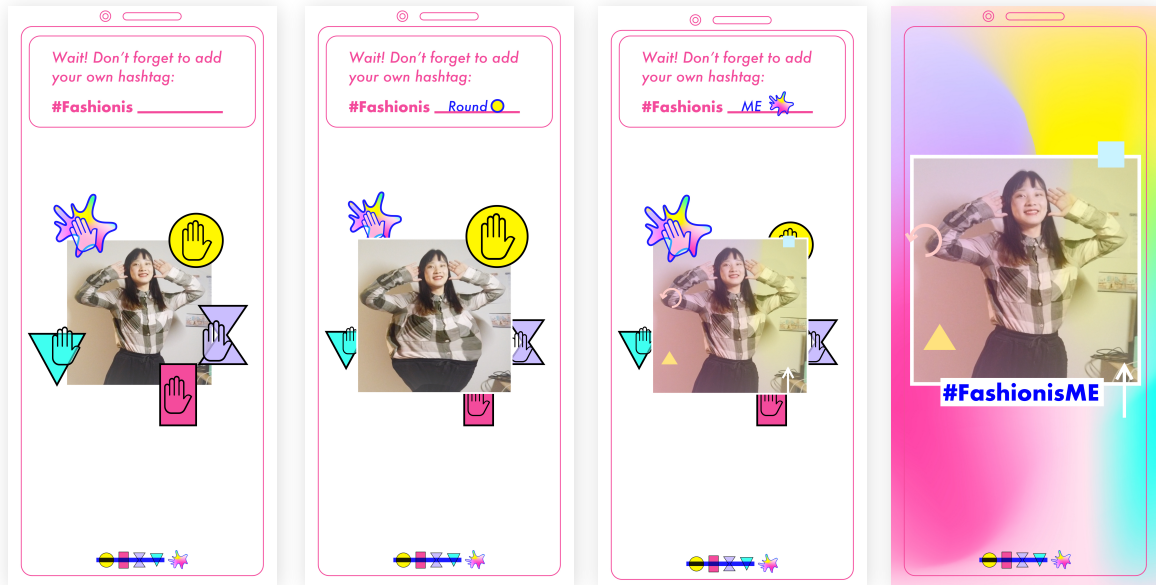 Wait! Don't forget to add
your own hashtag:
#Fashionis
Wait! Don't forget to add
your own hashtag:
#Fashionis Round
Wait! Don't forget to add
your own hashtag:
#Fashionis ME
#FashionisME